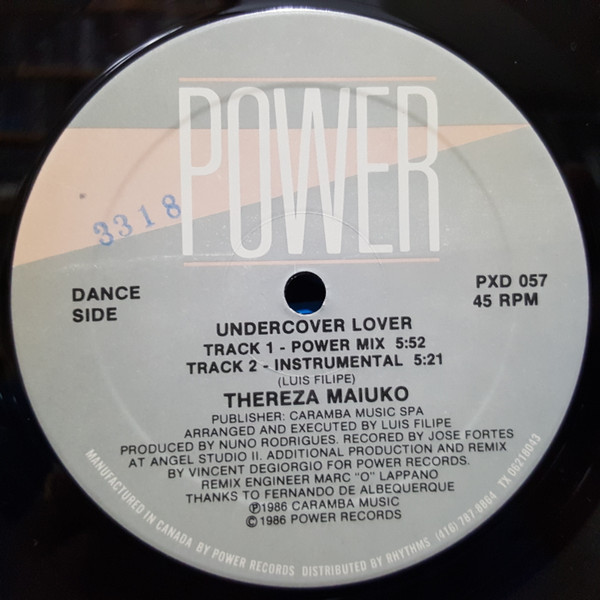 POWER
3318
DANCE
SIDE
PXD 057
45 RPM
UNDERCOVER LOVER
TRACK 1 - POWER MIX 5:52
TRACK 2 - INSTRUMENTAL 5:21
(LUIS FILIPE)
THEREZA MAIUKO
PUBLISHER: CARAMBA MUSIC SPA
ARRANGED AND EXECUTED BY LUIS FILIPE
PRODUCED BY NUNO RODRIGUES. RECORED BY JOSE FORTES
AT ANGEL STUDIO II. ADDITIONAL PRODUCTION AND REMIX
BY VINCENT DEGIORGIO FOR POWER RECORDS.
REMIX ENGINEER MARC "O" LAPPANO
THANKS TO FERNANDO DE ALBEQUERQUE
℗1986 CARAMBA MUSIC
©1986 POWER RECORDS
MANUFACTURED IN CANADA BY POWER RECORDS DISTRIBUTED BY RHYTHMS (416) 787 8664 TX 06218043